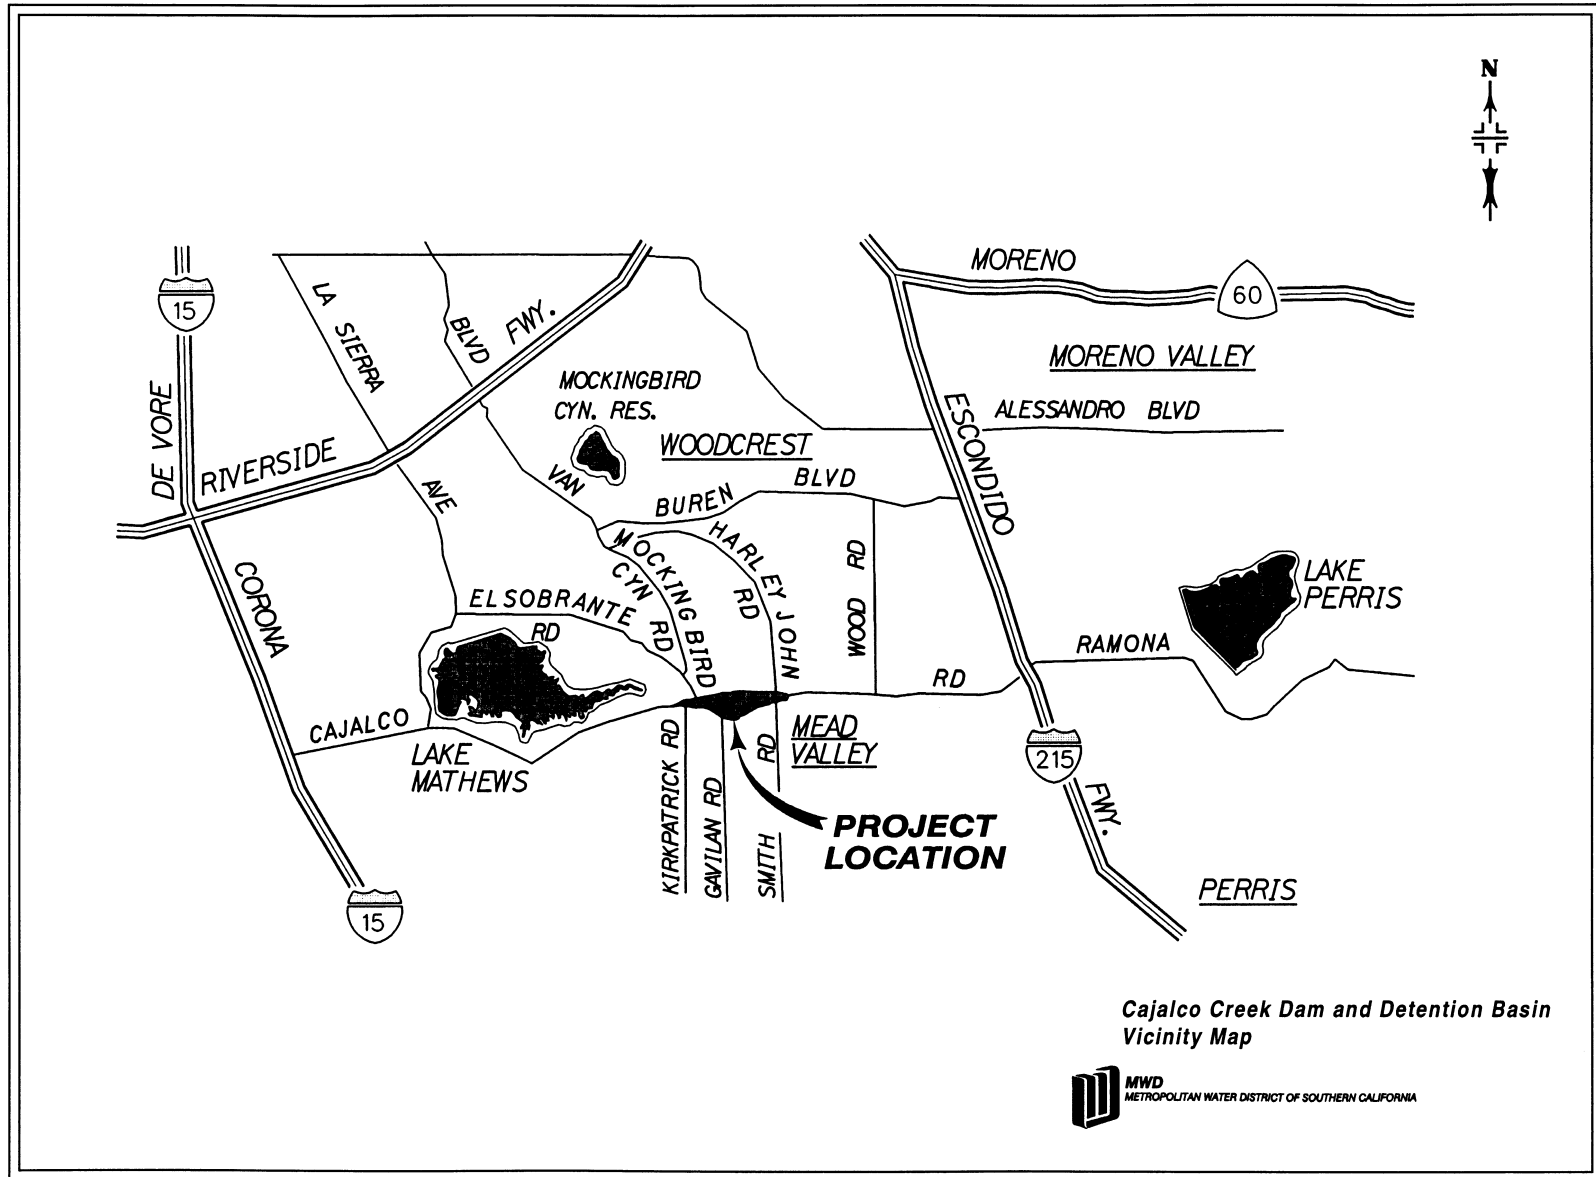 N
MORENO
60
15
LA SIERRA AVE
BLVD
FWY.
MORENO VALLEY
MOCKINGBIRD
CYN. RES.
DE VORE
ESCONDIDO
ALESSANDRO BLVD
RIVERSIDE
WOODCREST
VAN
BUREN BLVD
MOCKINGBIRD
CYN RD
HARLEY JOHN
RD
WOOD RD
CORONA
EL SOBRANTE
RD
LAKE
PERRIS
RAMONA
RD
CAJALCO
LAKE
MATHEWS
KIRKPATRICK RD
GAVILAN RD
SMITH RD
MEAD
VALLEY
215
FWY.
PROJECT
LOCATION
PERRIS
15
Cajalco Creek Dam and Detention Basin
Vicinity Map
MWD
METROPOLITAN WATER DISTRICT OF SOUTHERN CALIFORNIA